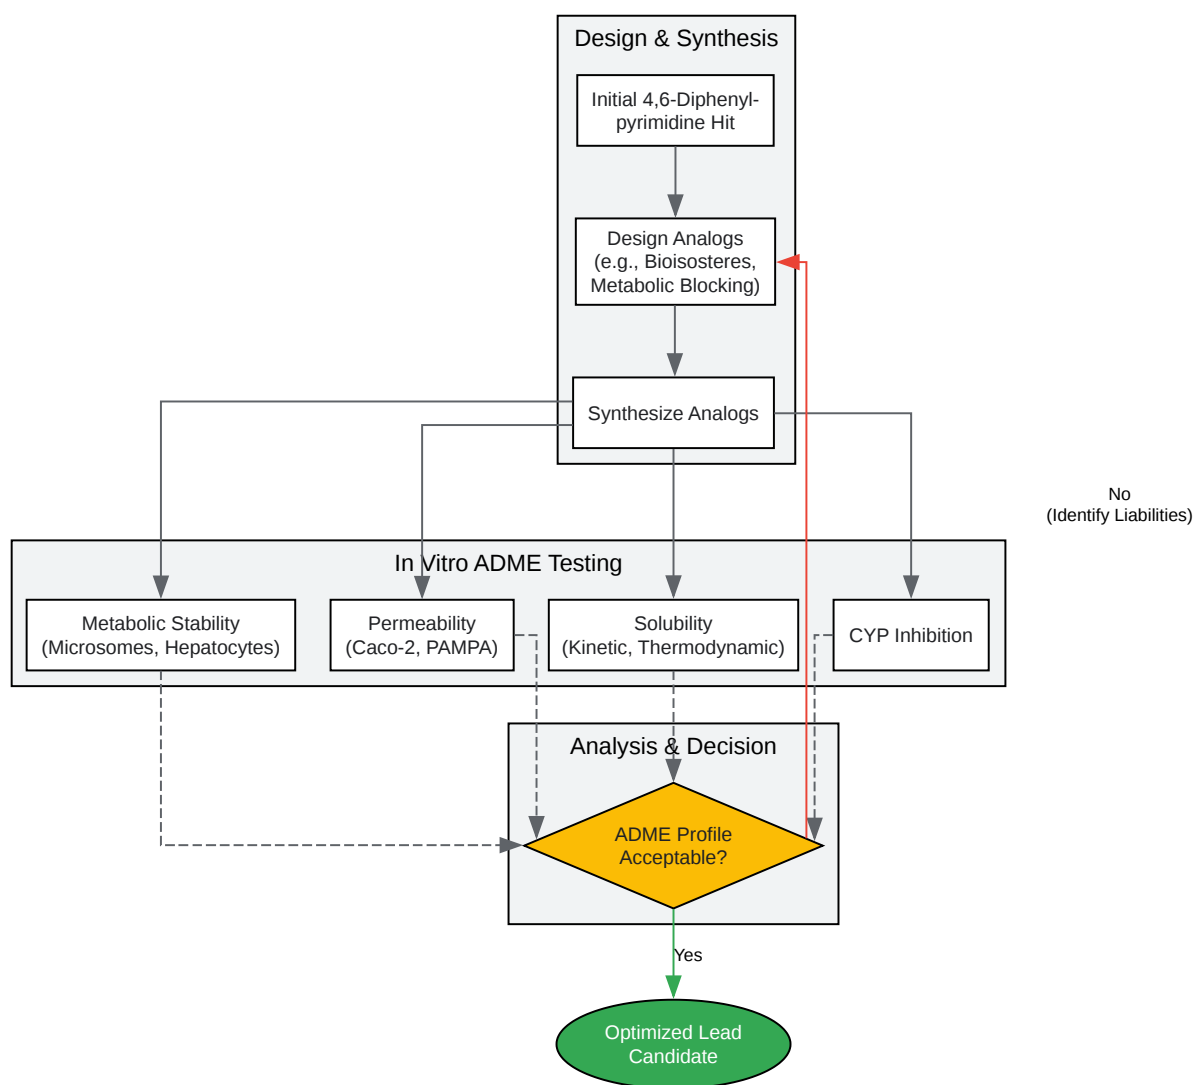 Design & Synthesis
Initial 4,6-Diphenyl-
pyrimidine Hit
Design Analogs
(e.g., Bioisosteres,
Metabolic Blocking)
Synthesize Analogs
No
(Identify Liabilities)
In Vitro ADME Testing
Metabolic Stability
(Microsomes, Hepatocytes)
Permeability
(Caco-2, PAMPA)
Solubility
(Kinetic, Thermodynamic)
CYP Inhibition
Analysis & Decision
ADME Profile
Acceptable?
Yes
Optimized Lead
Candidate